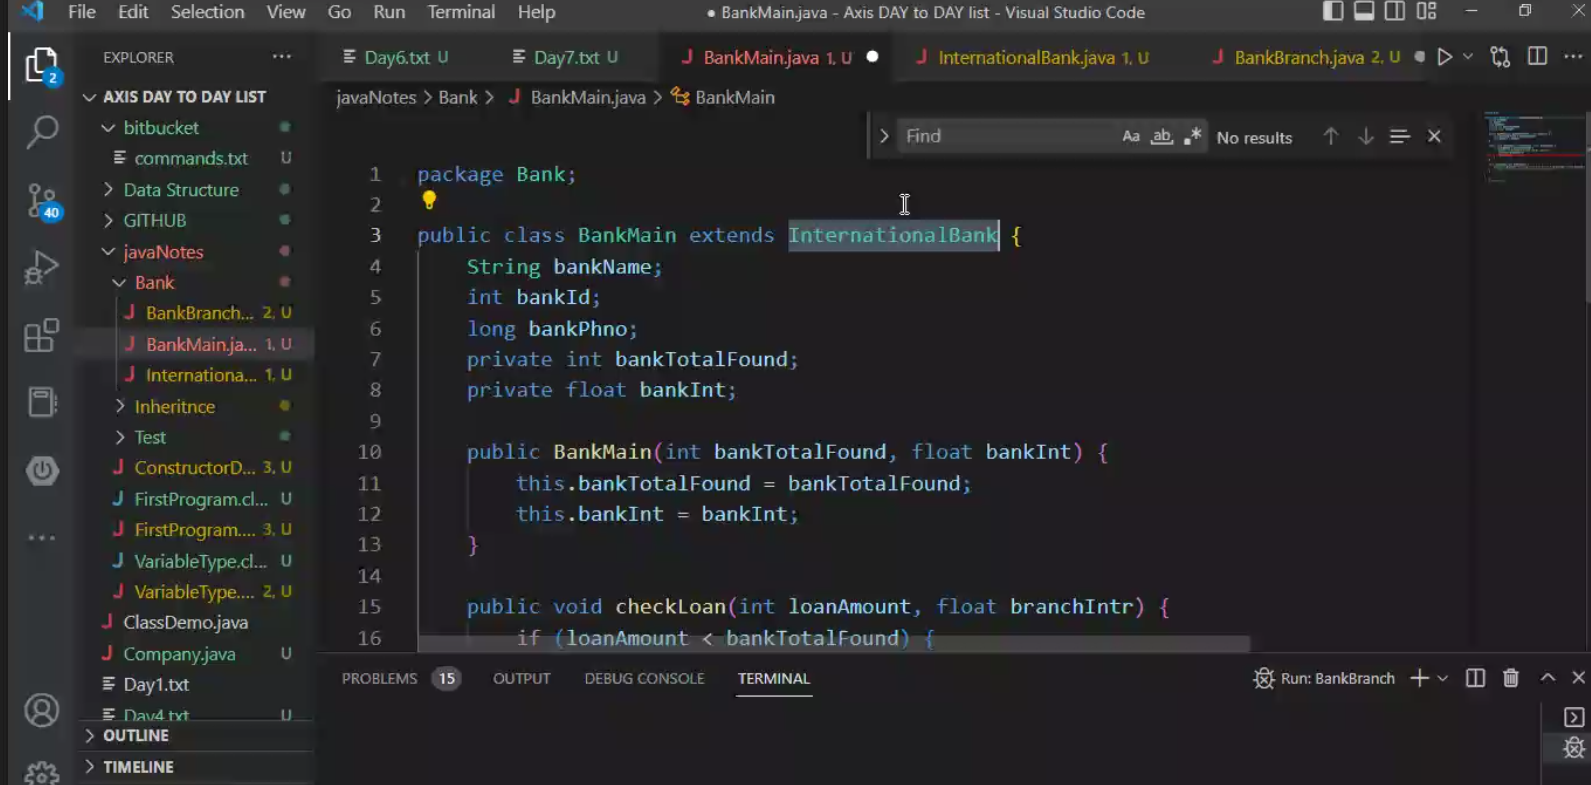 File Edit Selection View Go Run Terminal Help
● BankMain.java - Axis DAY to DAY list - Visual Studio Code
EXPLORER ...
Day6.txt U
Day7.txt U
BankMain.java 1, U ●
InternationalBank.java 1, U
BankBranch.java 2, U ●
2
40
AXIS DAY TO DAY LIST
bitbucket
commands.txt U
Data Structure
GITHUB
javaNotes
Bank
BankBranch... 2, U
BankMain.ja... 1, U
Internationa... 1, U
Inheritnce
Test
ConstructorD... 3, U
FirstProgram.cl... U
FirstProgram.... 3, U
VariableType.cl... U
VariableType.... 2, U
ClassDemo.java
Company.java U
Day1.txt
Day4.txt U
OUTLINE
TIMELINE
javaNotes > Bank > BankMain.java > BankMain
Find Aa ab .* No results
1 package Bank;
2
3 public class BankMain extends InternationalBank {
4 String bankName;
5 int bankId;
6 long bankPhno;
7 private int bankTotalFound;
8 private float bankInt;
9
10 public BankMain(int bankTotalFound, float bankInt) {
11 this.bankTotalFound = bankTotalFound;
12 this.bankInt = bankInt;
13 }
14
15 public void checkLoan(int loanAmount, float branchIntr) {
16 if (loanAmount < bankTotalFound) {
PROBLEMS 15 OUTPUT DEBUG CONSOLE TERMINAL
Run: BankBranch